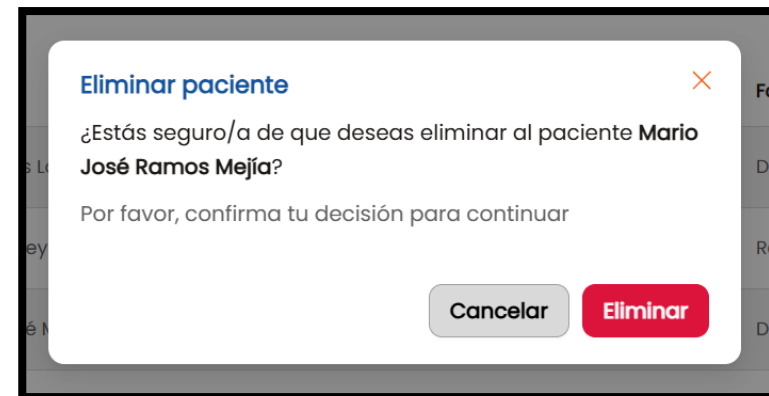 Eliminar paciente
¿Estás seguro/a de que deseas eliminar al paciente Mario
José Ramos Mejía?
Por favor, confirma tu decisión para continuar
Cancelar
Eliminar